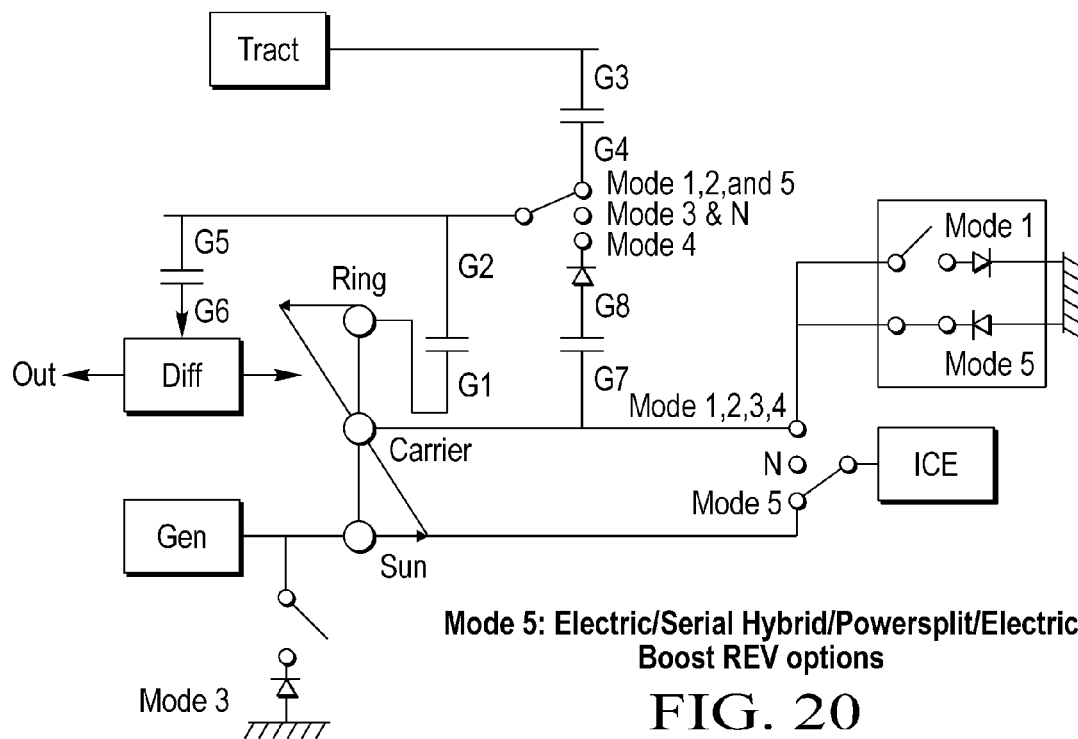 Tract
G3
G4
Mode 1,2,and 5
Mode 3 & N
Mode 4
Mode 1
G5
G2
Ring
G8
G6
Mode 5
Out
Diff
G1
G7
Mode 1,2,3,4
Carrier
N
ICE
Mode 5
Gen
Sun
Mode 5: Electric/Serial Hybrid/Powersplit/Electric
Boost REV options
Mode 3
FIG. 20